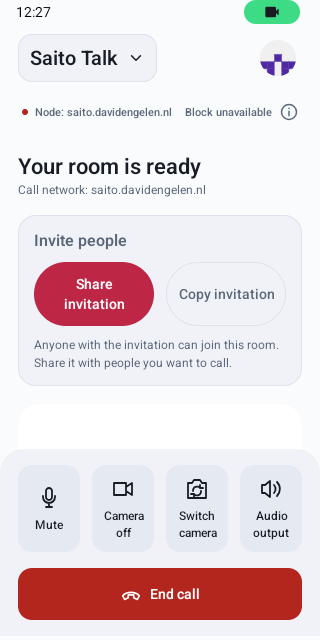 12:27
Saito Talk
Node: saito.davidengelen.nl Block unavailable
Your room is ready
Call network: saito.davidengelen.nl
Invite people
Share
invitation
Copy invitation
Anyone with the invitation can join this room.
Share it with people you want to call.
Mute
Camera
off
Switch
camera
Audio
output
End call